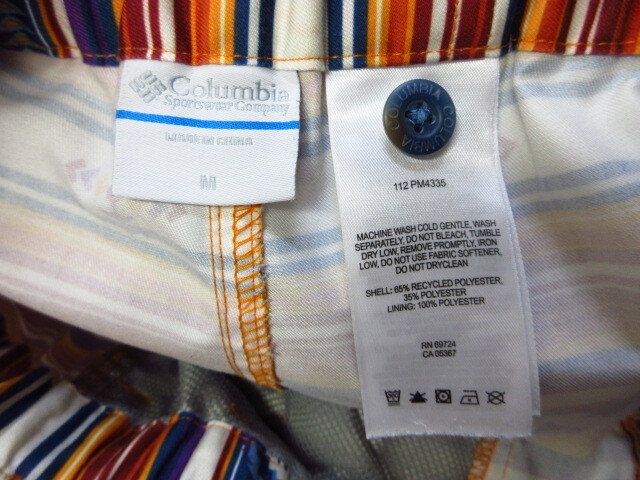 Columbia
Sportswear Company
MADE IN CHINA
M
COLUMBIA COLUMBIA
112 PM4335
MACHINE WASH COLD GENTLE, WASH
SEPARATELY, DO NOT BLEACH, TUMBLE
DRY LOW, REMOVE PROMPTLY, IRON
LOW, DO NOT USE FABRIC SOFTENER,
DO NOT DRYCLEAN
SHELL: 65% RECYCLED POLYESTER,
35% POLYESTER
LINING: 100% POLYESTER
RN 69724
CA 05367